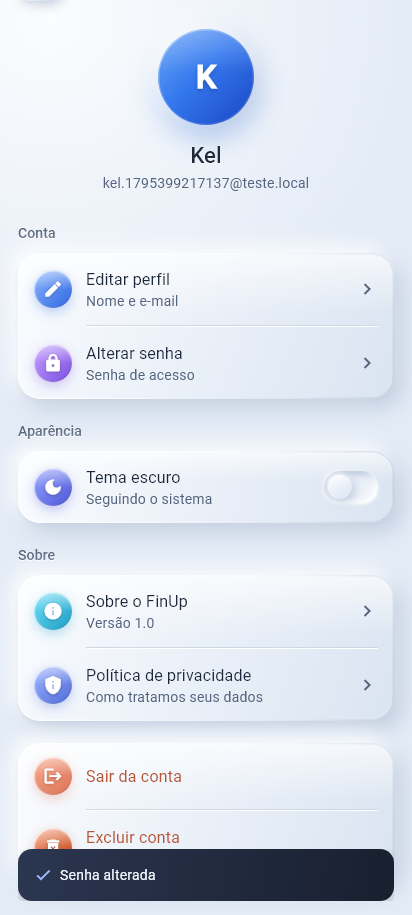 K
Kel
kel.1795399217137@teste.local
Conta
Editar perfil
Nome e e-mail
Alterar senha
Senha de acesso
Aparência
Tema escuro
Seguindo o sistema
Sobre
Sobre o FinUp
Versão 1.0
Política de privacidade
Como tratamos seus dados
Sair da conta
Excluir conta
Senha alterada